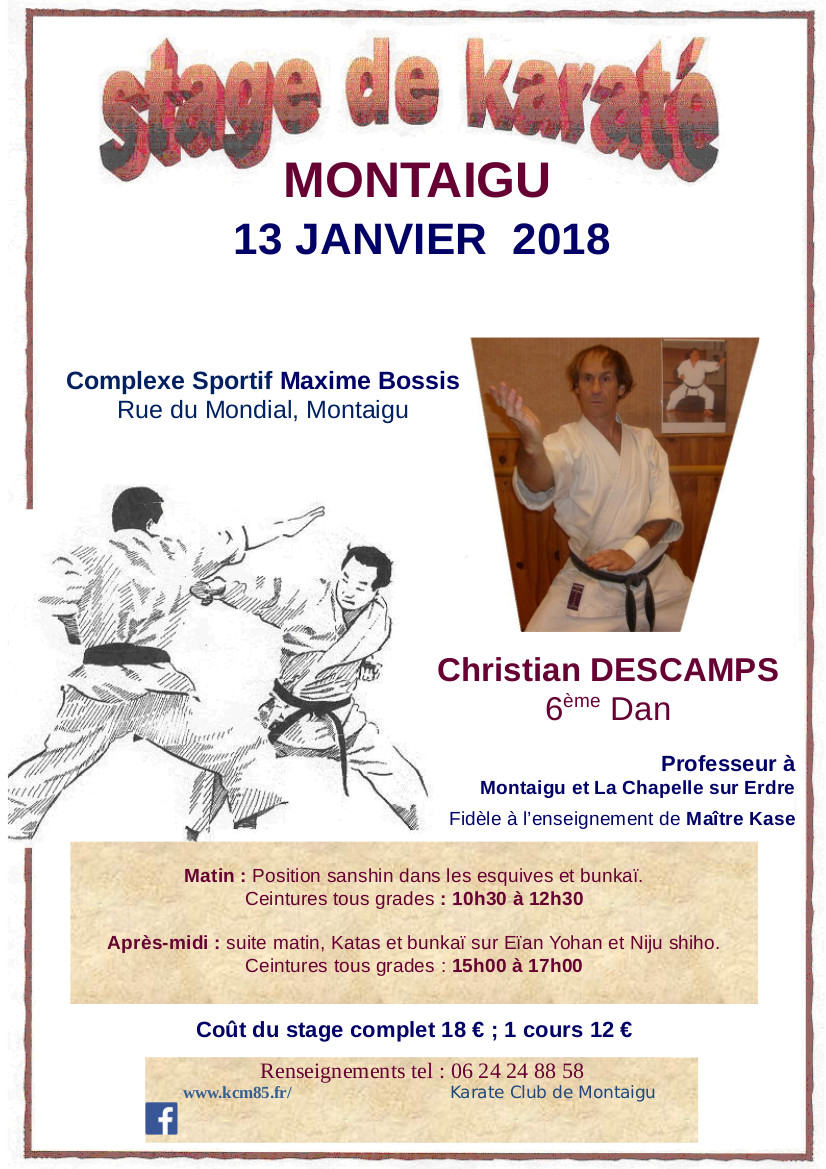 stage de karaté
MONTAIGU
13 JANVIER 2018
Complexe Sportif Maxime Bossis
Rue du Mondial, Montaigu
Christian DESCAMPS
6ème Dan
Professeur à
Montaigu et La Chapelle sur Erdre
Fidèle à l'enseignement de Maître Kase
Matin : Position sanshin dans les esquives et bunkaï.
Ceintures tous grades : 10h30 à 12h30
Après-midi : suite matin, Katas et bunkaï sur Eïan Yohan et Niju shiho.
Ceintures tous grades : 15h00 à 17h00
Coût du stage complet 18 € ; 1 cours 12 €
Renseignements tel : 06 24 24 88 58
www.kcm85.fr/ Karate Club de Montaigu